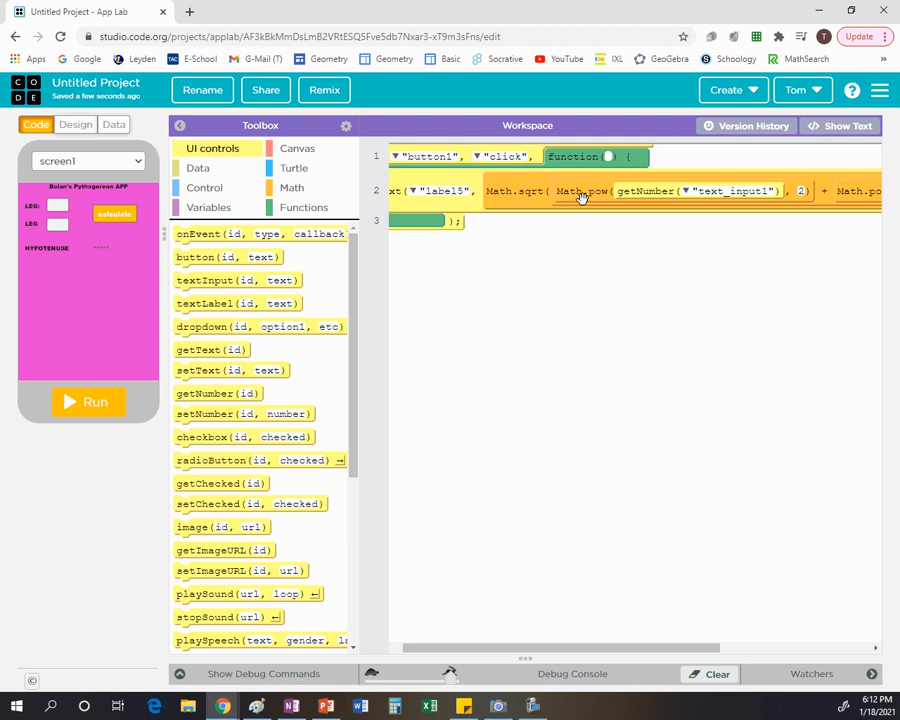 Untitled Project - App Lab
studio.code.org/projects/applab/AF3kBkMmDsLmB2VRtESQ5Fve5db7Nxar3-xT9m3sFns/edit
Update
Apps Google Leyden E-School G-Mail (T) Geometry Geometry Basic Socrative YouTube IXL GeoGebra Schoology MathSearch
C O
D E
Untitled Project
Saved a few seconds ago
Rename Share Remix Create Tom
Code Design Data
Toolbox
Workspace
Version History Show Text
screen1
Bolan's Pythagorean APP
LEG:
LEG
calculate
HYPOTENUSE
Run
UI controls Canvas
Data Turtle
Control Math
Variables Functions
onEvent(id, type, callback
button(id, text)
textInput(id, text)
textLabel(id, text)
dropdown(id, option1, etc)
getText(id)
setText(id, text)
getNumber(id)
setNumber(id, number)
checkbox(id, checked)
radioButton(id, checked)
getChecked(id)
setChecked(id, checked)
image(id, url)
getImageURL(id)
setImageURL(id, url)
playSound(url, loop)
stopSound(url)
playSpeech(text, gender, la
1 "button1", "click", function() {
2 xt( "label5", Math.sqrt( Math.pow( getNumber( "text_input1"), 2) + Math.po
3 );
Show Debug Commands Debug Console Clear Watchers
6:12 PM
1/18/2021